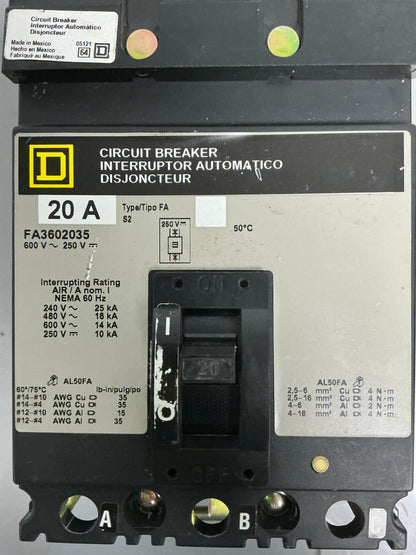 Circuit Breaker
Interruptor Automático
Disjoncteur
Made in Mexico 05121
Hecho en Mexico 64 D
Fabriqué au Mexique
D
CIRCUIT BREAKER
INTERRUPTOR AUTOMATICO
DISJONCTEUR
20 A
Type/Tipo FA
S2
50°C
FA3602035
600 V ~ 250 V ⎓
250 V ⎓
Interrupting Rating
AIR / A nom. I
NEMA 60 Hz
240 V ~ 25 kA
480 V ~ 18 kA
600 V ~ 14 kA
250 V ⎓ 10 kA
ON
I
20
O
OFF
AL50FA
60°/75°C lb-in/pulg/po
#14-#10 AWG Cu 35
#14-#4 AWG Cu 35
#12-#10 AWG Al 15
#12-#4 AWG Al 35
AL50FA
2,5-6 mm² Cu 4 N·m
2,5-16 mm² Cu 4 N·m
4-6 mm² Al 2 N·m
4-16 mm² Al 4 N·m
A B C